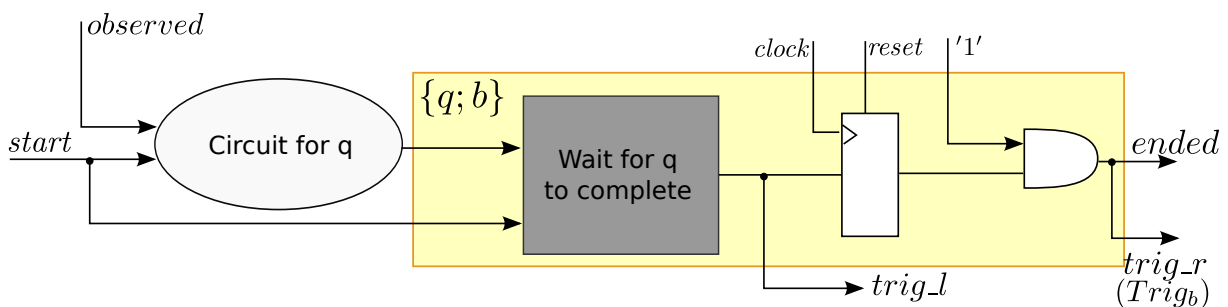 observed
clock
reset
'1'
{q; b}
start
Circuit for q
Wait for q
to complete
ended
trig_l
trig_r
(Trig_b)